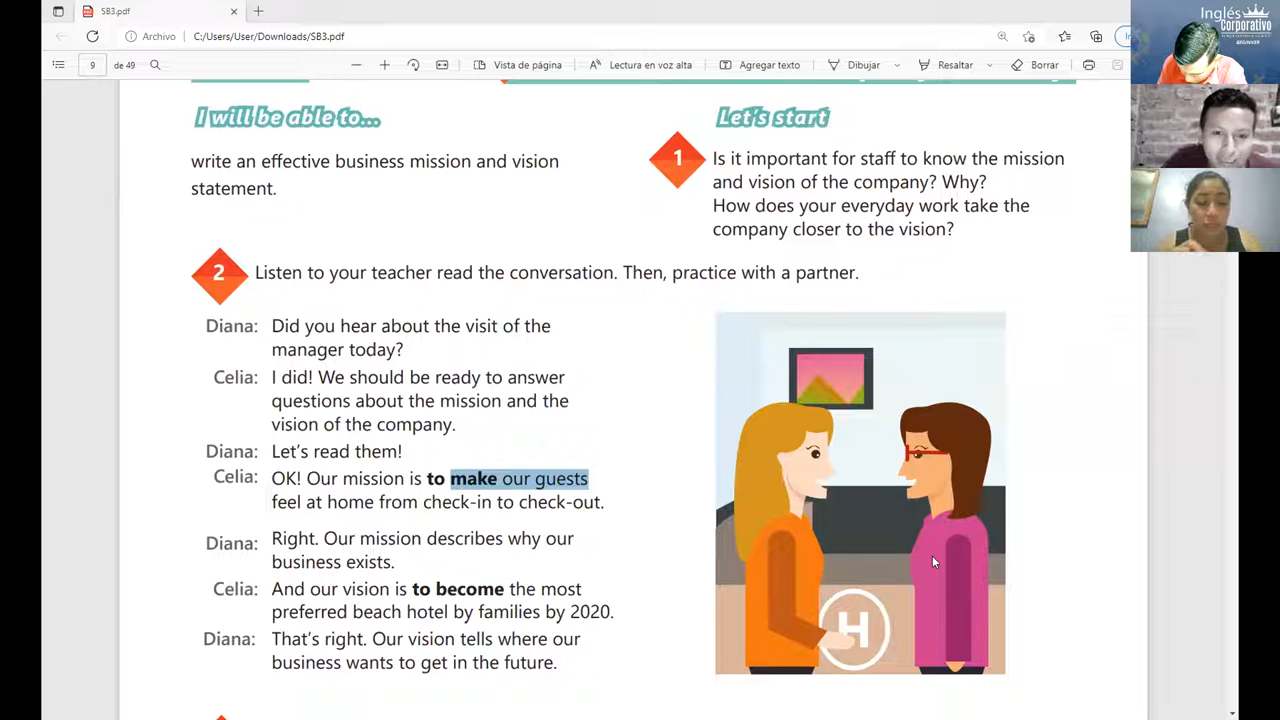 SB3.pdf
Archivo
C:/Users/User/Downloads/SB3.pdf
9
de 49
Vista de página
Lectura en voz alta
Agregar texto
Dibujar
Resaltar
Borrar
Inglés
Corporativo
BEGINNER
I will be able to...
write an effective business mission and vision
statement.
Let's start
1
Is it important for staff to know the mission
and vision of the company? Why?
How does your everyday work take the
company closer to the vision?
2
Listen to your teacher read the conversation. Then, practice with a partner.
Diana: Did you hear about the visit of the
manager today?
Celia: I did! We should be ready to answer
questions about the mission and the
vision of the company.
Diana: Let's read them!
Celia: OK! Our mission is to make our guests
feel at home from check-in to check-out.
Diana: Right. Our mission describes why our
business exists.
Celia: And our vision is to become the most
preferred beach hotel by families by 2020.
Diana: That's right. Our vision tells where our
business wants to get in the future.
H